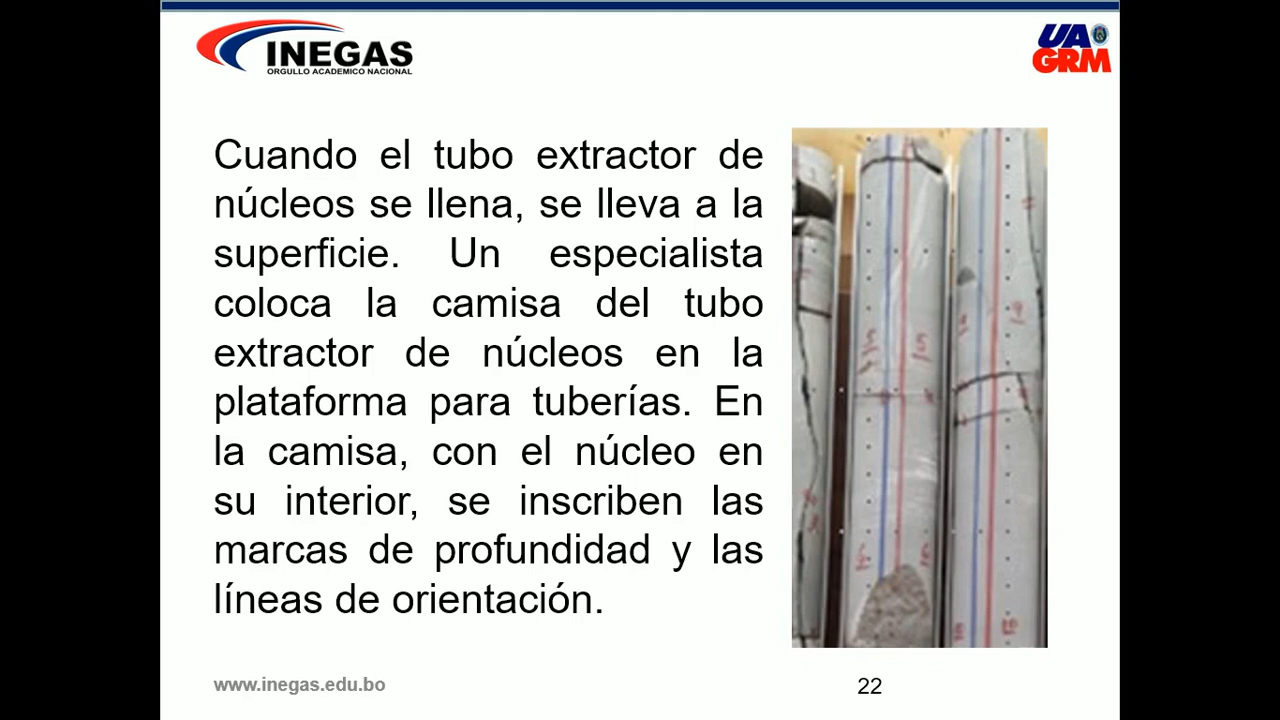 INEGAS
ORGULLO ACADEMICO NACIONAL
UA
GRM
Cuando el tubo extractor de
núcleos se llena, se lleva a la
superficie. Un especialista
coloca la camisa del tubo
extractor de núcleos en la
plataforma para tuberías. En
la camisa, con el núcleo en
su interior, se inscriben las
marcas de profundidad y las
líneas de orientación.
www.inegas.edu.bo
22